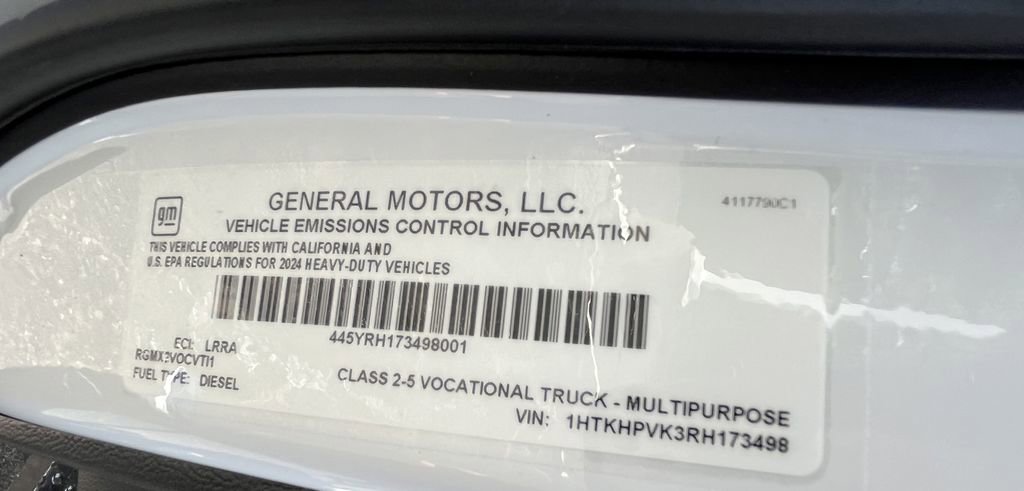 gm
GENERAL MOTORS, LLC.
4117790C1
VEHICLE EMISSIONS CONTROL INFORMATION
THIS VEHICLE COMPLIES WITH CALIFORNIA AND
U.S. EPA REGULATIONS FOR 2024 HEAVY-DUTY VEHICLES
445YRH173498001
ECI: LRRA
RGMX2VOCVTI1
FUEL TYPE: DIESEL
CLASS 2-5 VOCATIONAL TRUCK - MULTIPURPOSE
VIN: 1HTKHPVK3RH173498